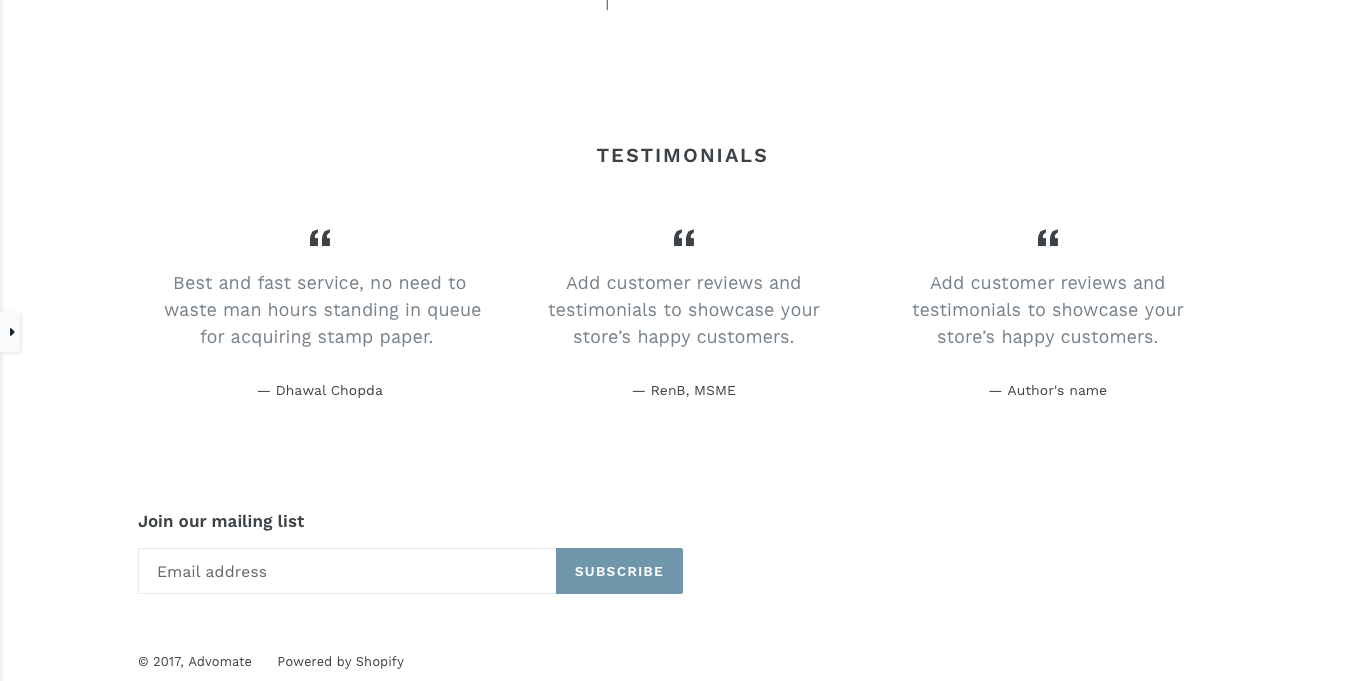 TESTIMONIALS
“
Best and fast service, no need to
waste man hours standing in queue
for acquiring stamp paper.
— Dhawal Chopda
“
Add customer reviews and
testimonials to showcase your
store’s happy customers.
— RenB, MSME
“
Add customer reviews and
testimonials to showcase your
store’s happy customers.
— Author's name
Join our mailing list
Email address
SUBSCRIBE
© 2017, Advomate Powered by Shopify